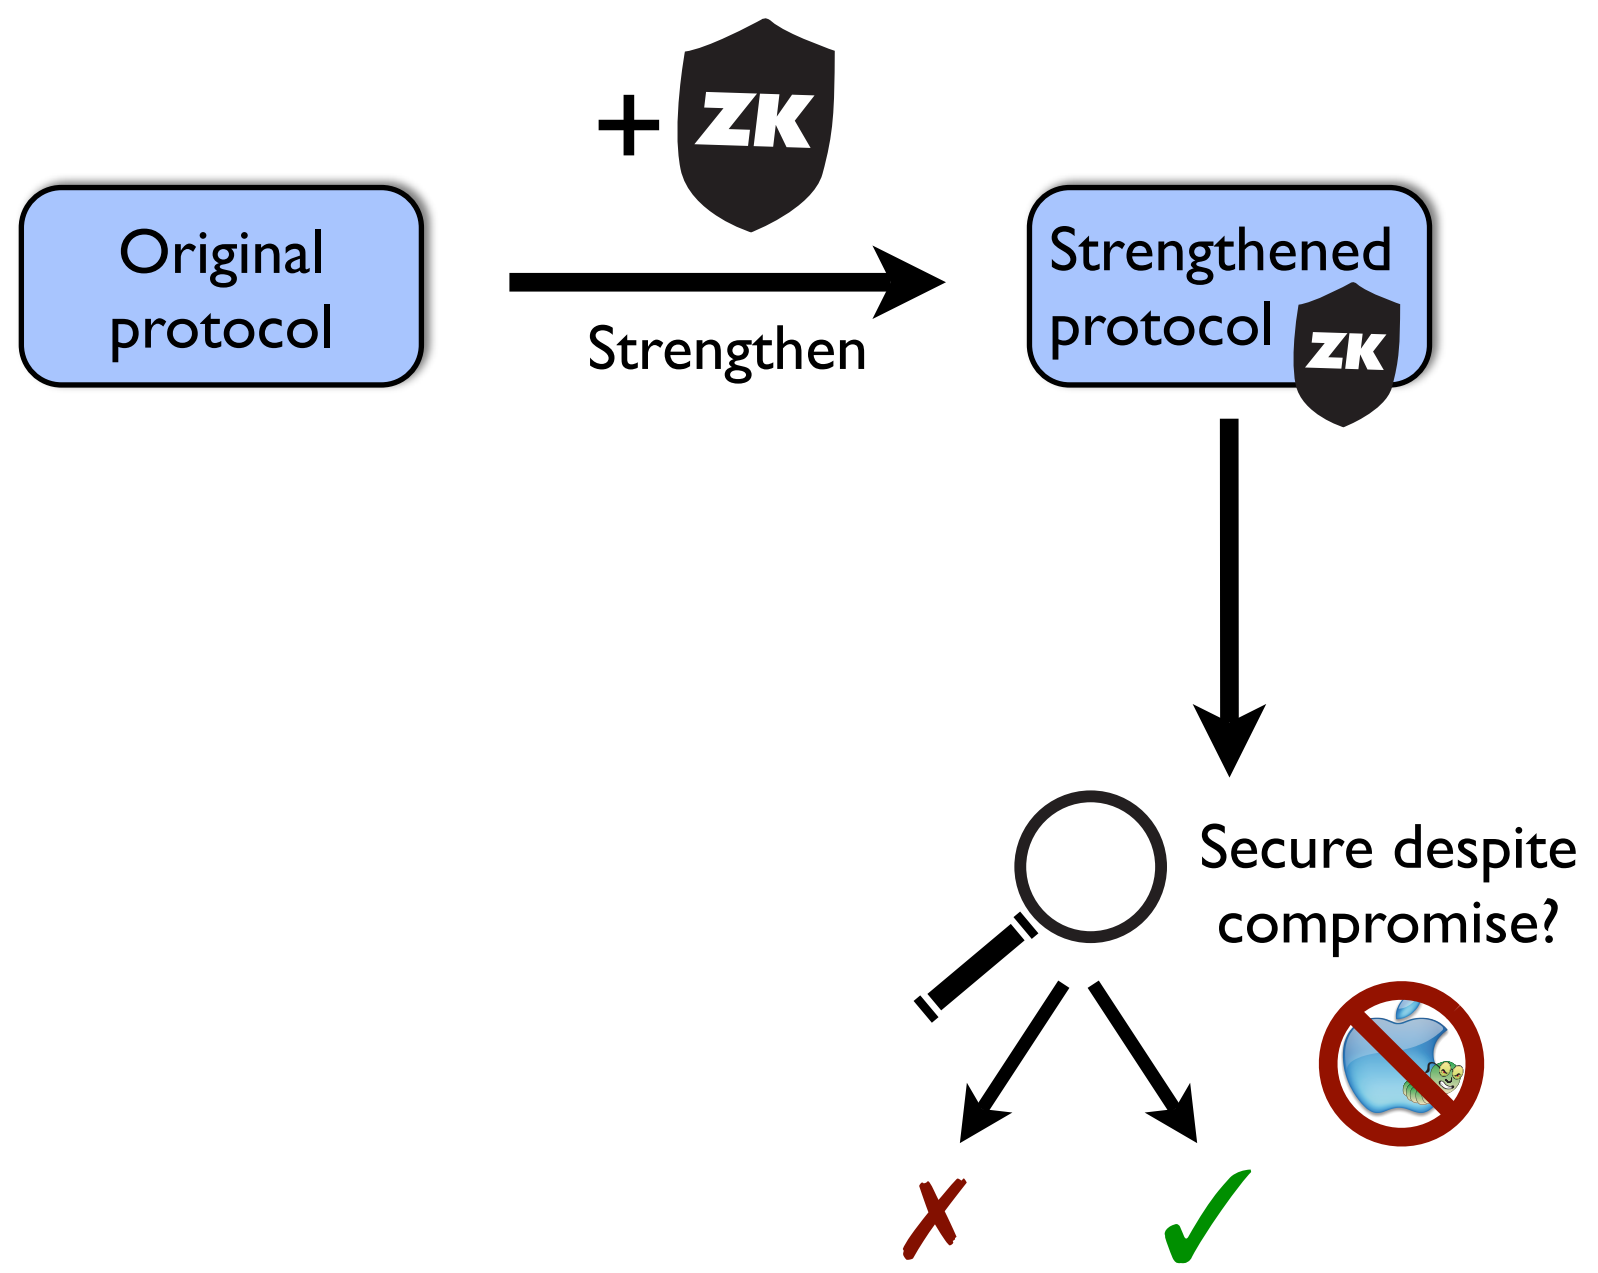 + ZK
Original
protocol
Strengthen
Strengthened
protocol
ZK
Secure despite
compromise?
✗ ✓